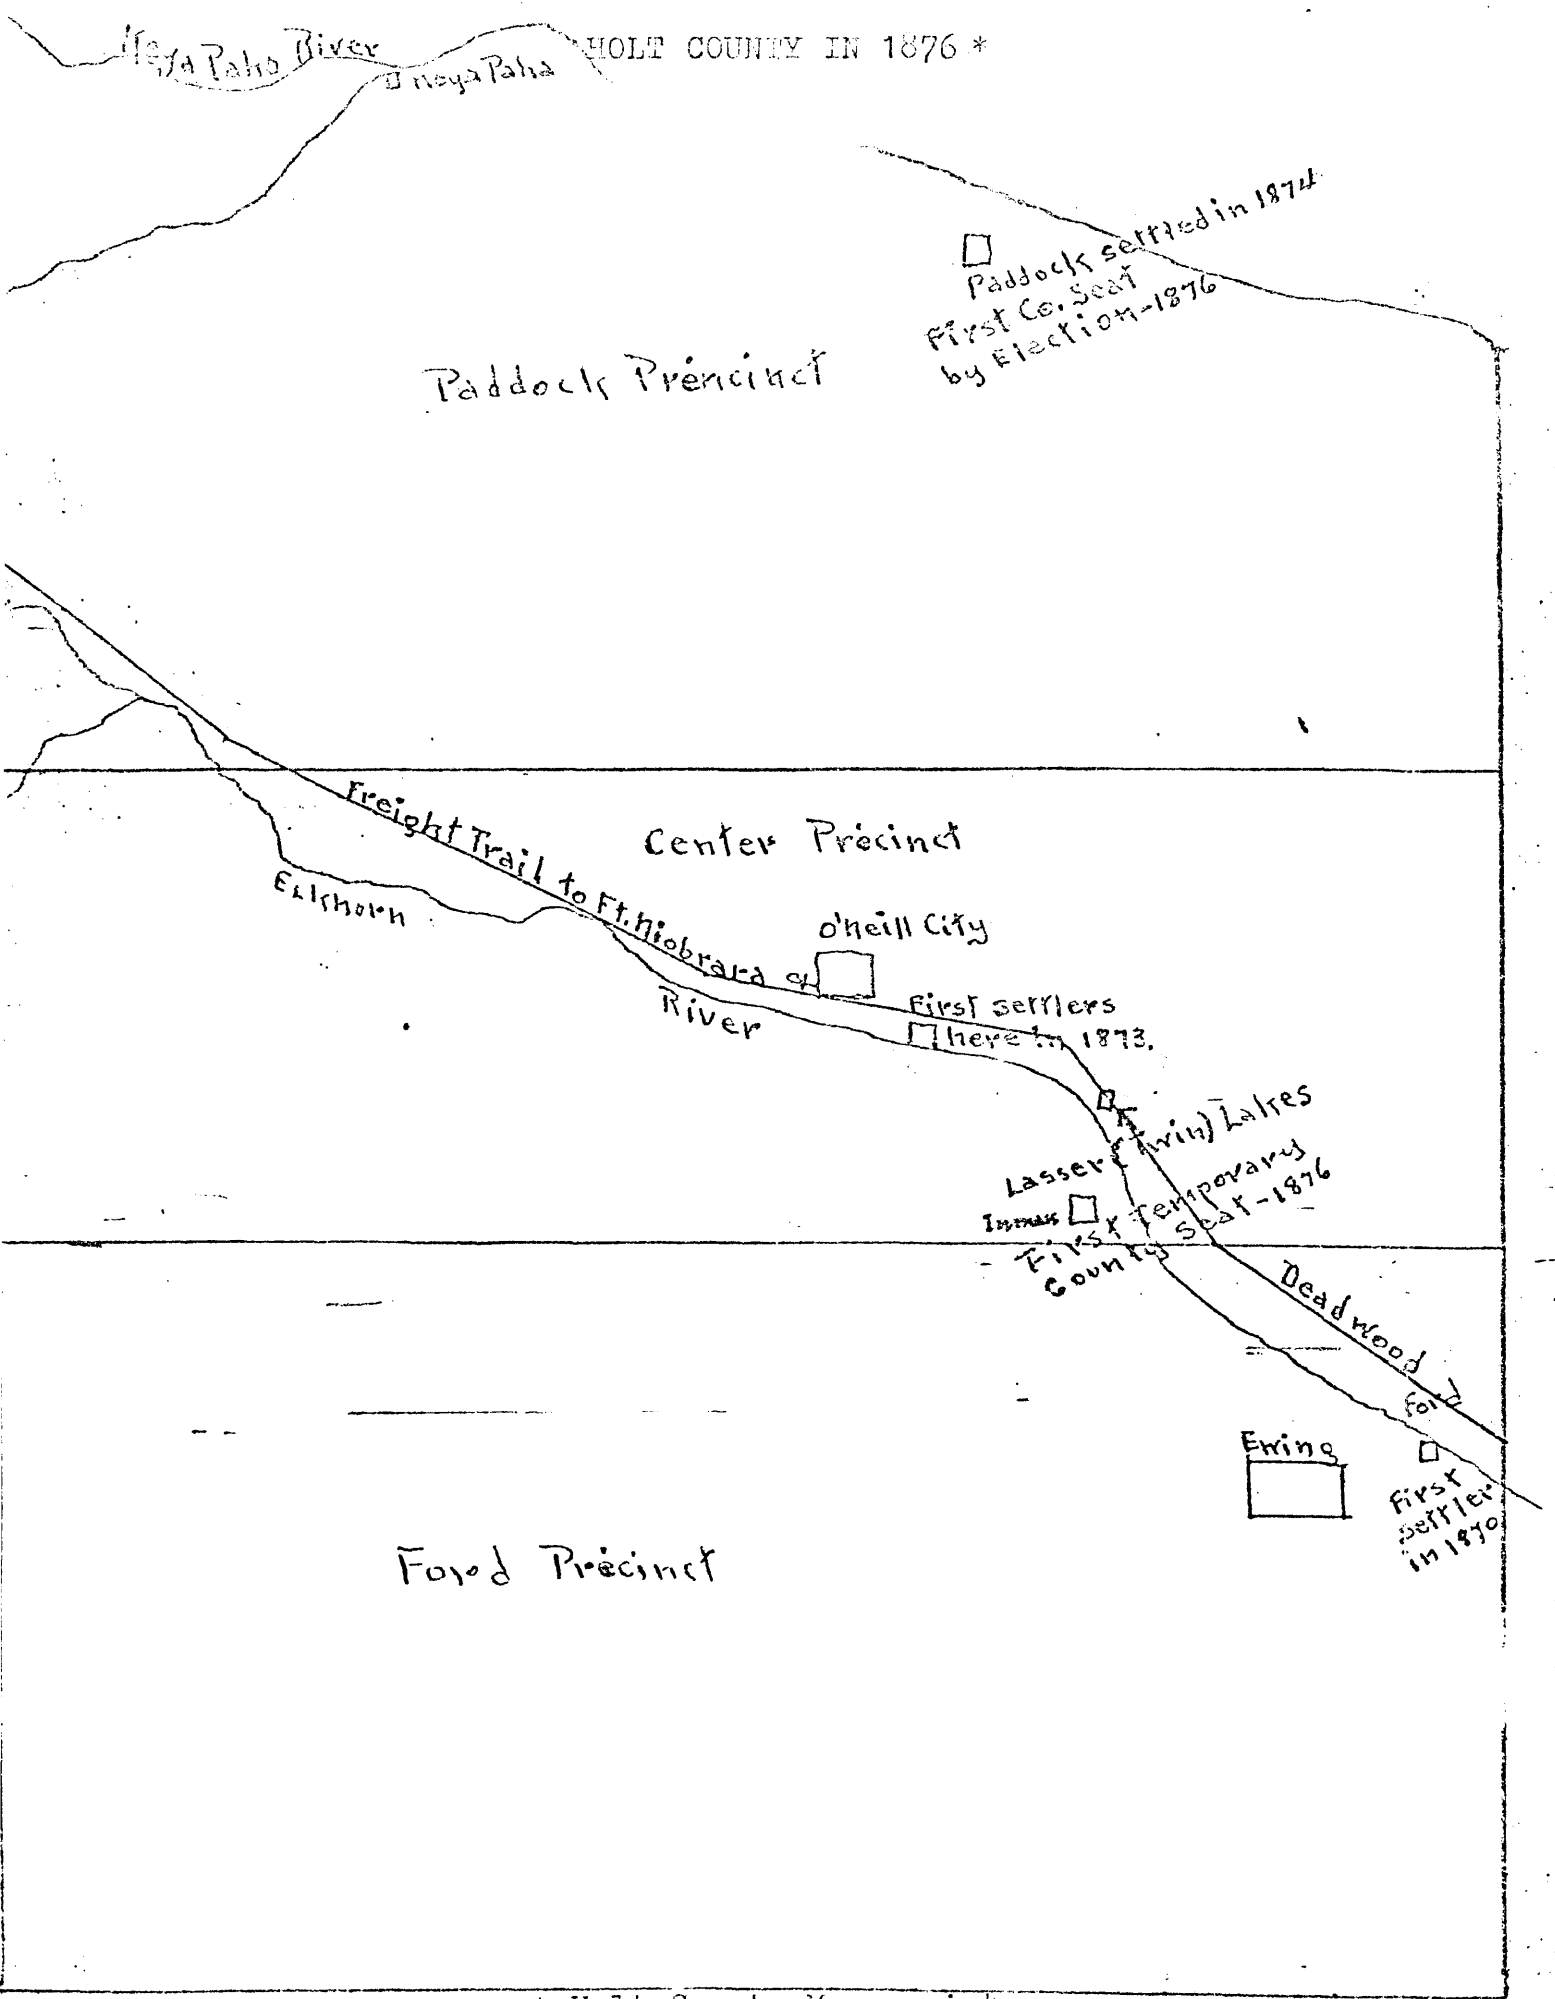 HOLT COUNTY IN 1876 *
Keya Paha River
Keya Paha
Paddock settled in 1874
First Co. Seat
by Election-1876
Paddock Prencinct
Freight Trail to Ft. Niobrara &
Center Precinct
Elkhorn
River
O'Neill City
First settlers
here in 1873.
Lasser (Twin) Lakes
Inman
First Temporary
County Seat-1876
Deadwood
Ford
Ewing
First
settler
in 1870
Ford Precinct